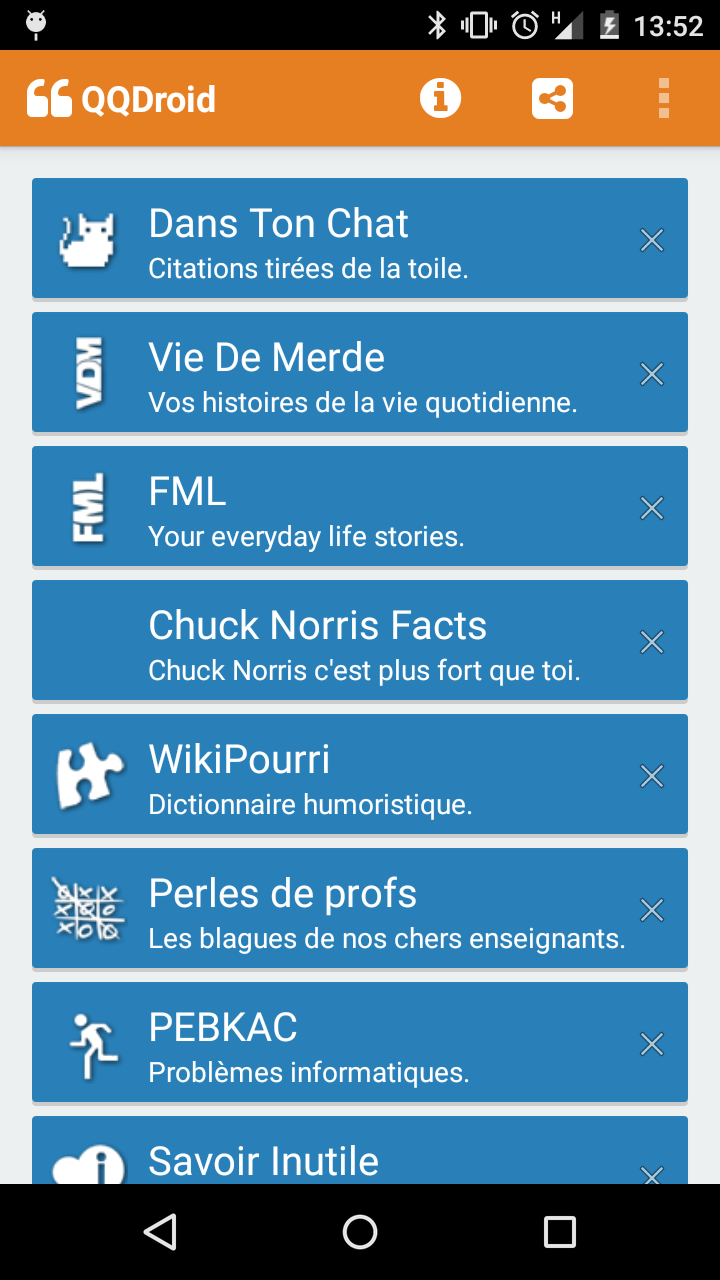 H
13:52
QQDroid
Dans Ton Chat
Citations tirées de la toile.
VDM
Vie De Merde
Vos histoires de la vie quotidienne.
FML
FML
Your everyday life stories.
Chuck Norris Facts
Chuck Norris c'est plus fort que toi.
WikiPourri
Dictionnaire humoristique.
Perles de profs
Les blagues de nos chers enseignants.
PEBKAC
Problèmes informatiques.
Savoir Inutile